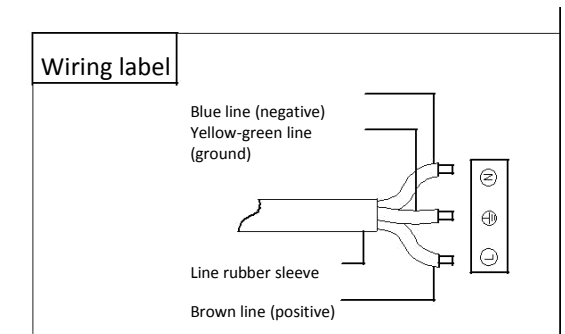 Wiring label
Blue line (negative)
Yellow-green line
(ground)
N
L
Line rubber sleeve
Brown line (positive)